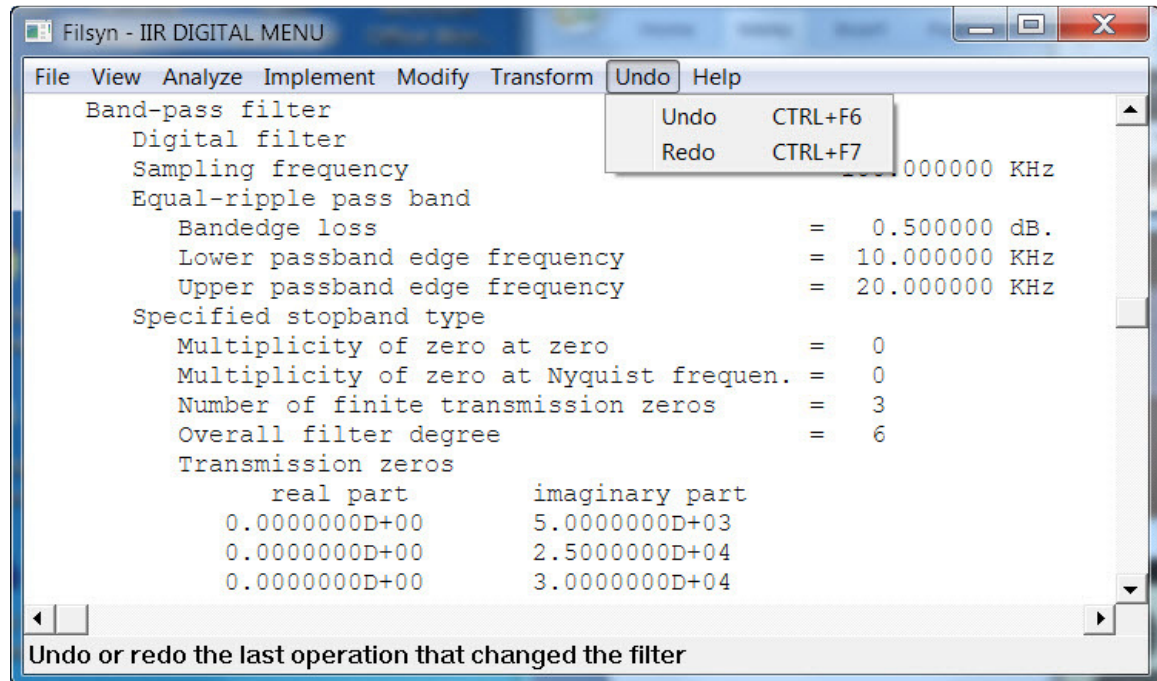 Filsyn - IIR DIGITAL MENU
File View Analyze Implement Modify Transform Undo Help
Undo CTRL+F6
Redo CTRL+F7
Band-pass filter
Digital filter
Sampling frequency .000000 KHz
Equal-ripple pass band
Bandedge loss = 0.500000 dB.
Lower passband edge frequency = 10.000000 KHz
Upper passband edge frequency = 20.000000 KHz
Specified stopband type
Multiplicity of zero at zero = 0
Multiplicity of zero at Nyquist frequen. = 0
Number of finite transmission zeros = 3
Overall filter degree = 6
Transmission zeros
real part imaginary part
0.0000000D+00 5.0000000D+03
0.0000000D+00 2.5000000D+04
0.0000000D+00 3.0000000D+04
Undo or redo the last operation that changed the filter